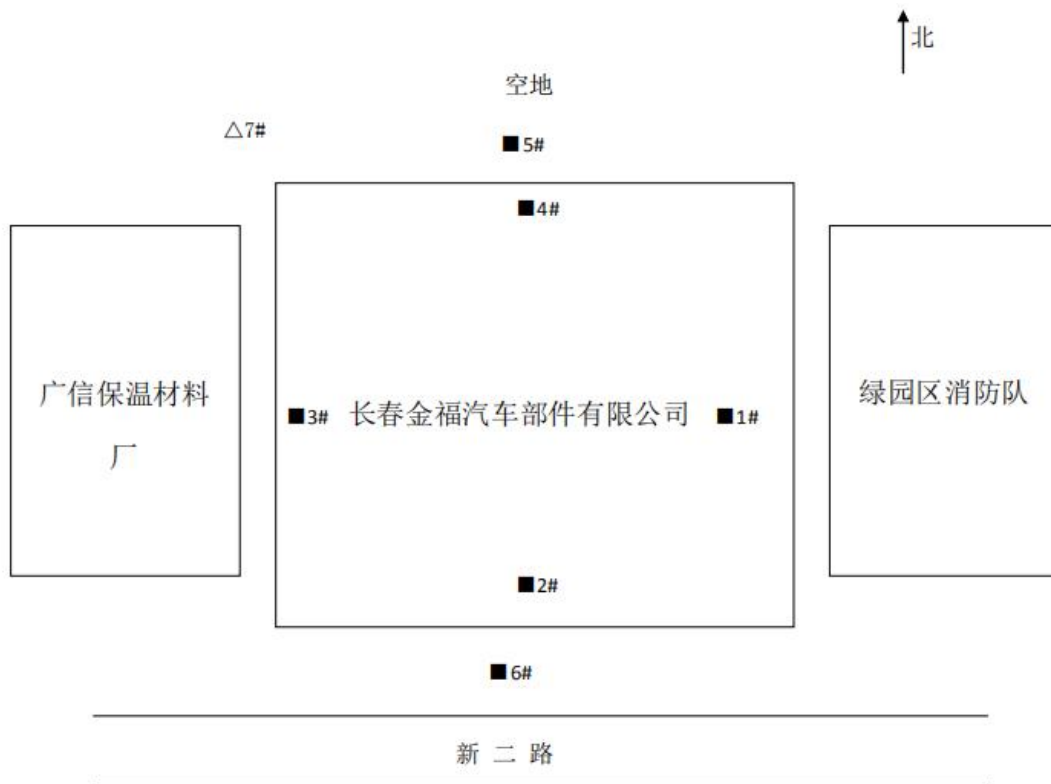 北
空地
△7#
■5#
■4#
广信保温材料
厂
■3#
长春金福汽车部件有限公司
■1#
绿园区消防队
■2#
■6#
新二路